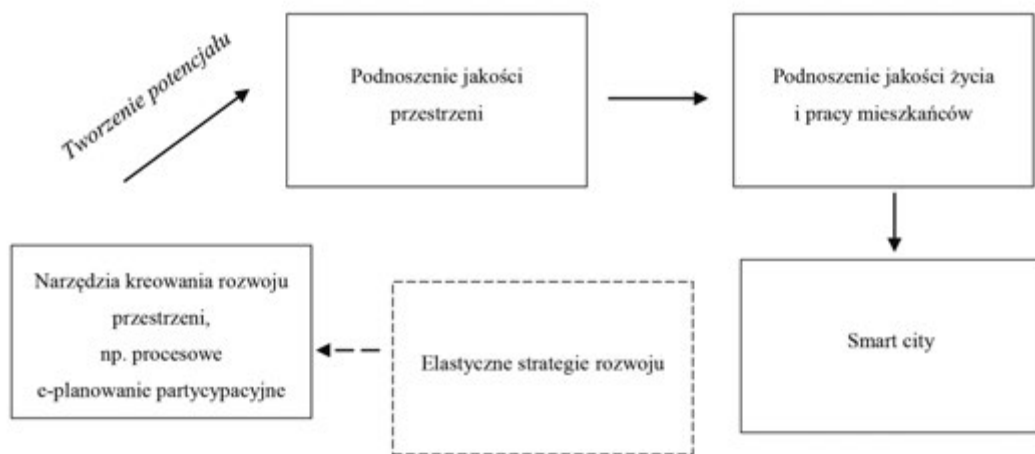 Tworzenie potencjału
Podnoszenie jakości
przestrzeni
Podnoszenie jakości życia
i pracy mieszkańców
Narzędzia kreowania rozwoju
przestrzeni,
np. procesowe
e-planowanie partycypacyjne
Elastyczne strategie rozwoju
Smart city